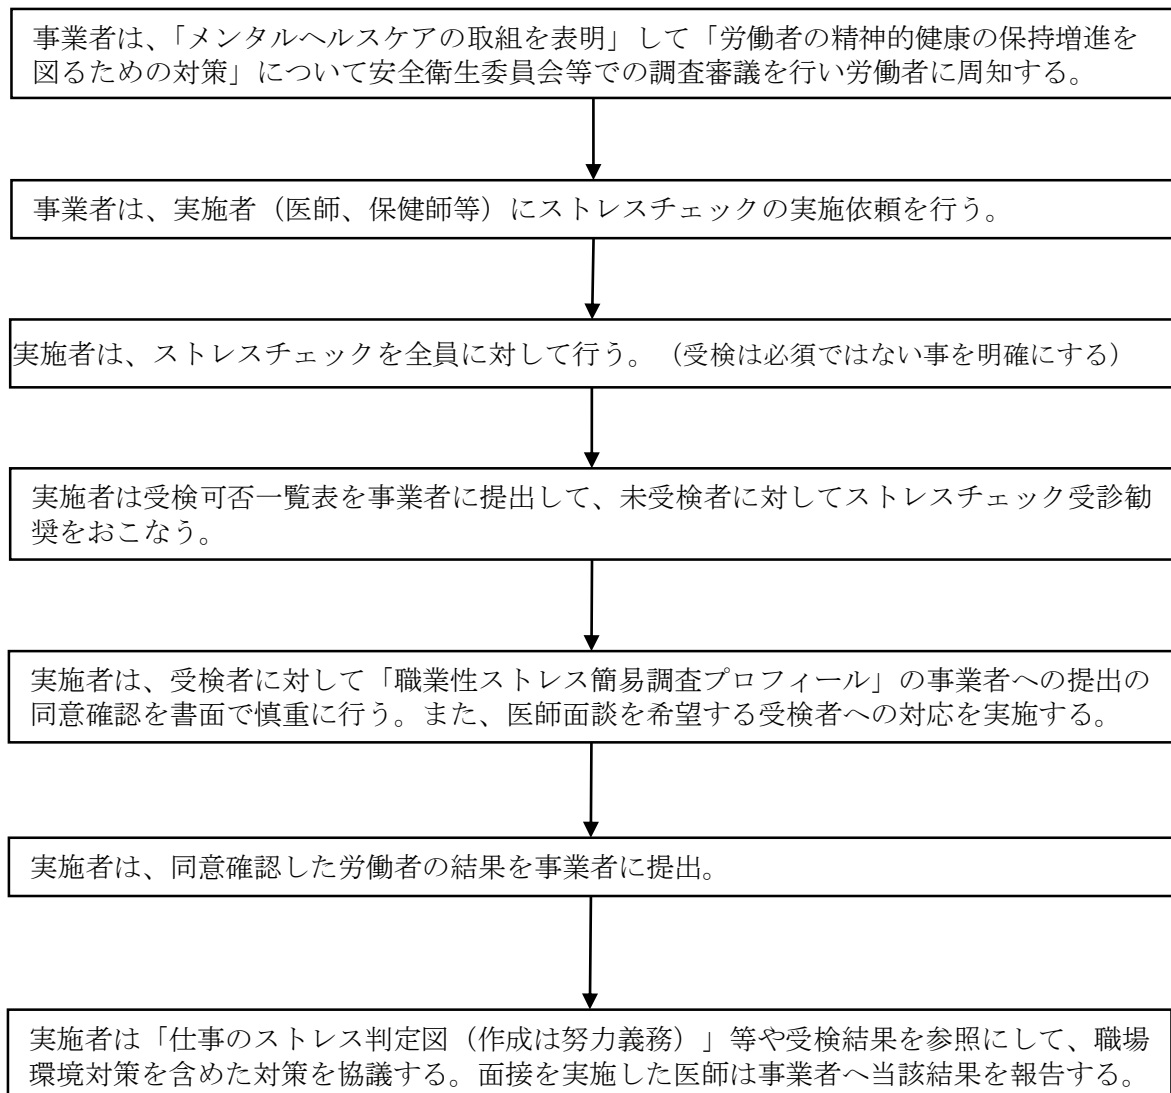 事業者は、「メンタルヘルスケアの取組を表明」して「労働者の精神的健康の保持増進を
図るための対策」について安全衛生委員会等での調査審議を行い労働者に周知する。
事業者は、実施者（医師、保健師等）にストレスチェックの実施依頼を行う。
実施者は、ストレスチェックを全員に対して行う。（受検は必須ではない事を明確にする）
実施者は受検可否一覧表を事業者に提出して、未受検者に対してストレスチェック受診勧
奨をおこなう。
実施者は、受検者に対して「職業性ストレス簡易調査プロフィール」の事業者への提出の
同意確認を書面で慎重に行う。また、医師面談を希望する受検者への対応を実施する。
実施者は、同意確認した労働者の結果を事業者に提出。
実施者は「仕事のストレス判定図（作成は努力義務）」等や受検結果を参照にして、職場
環境対策を含めた対策を協議する。面接を実施した医師は事業者へ当該結果を報告する。